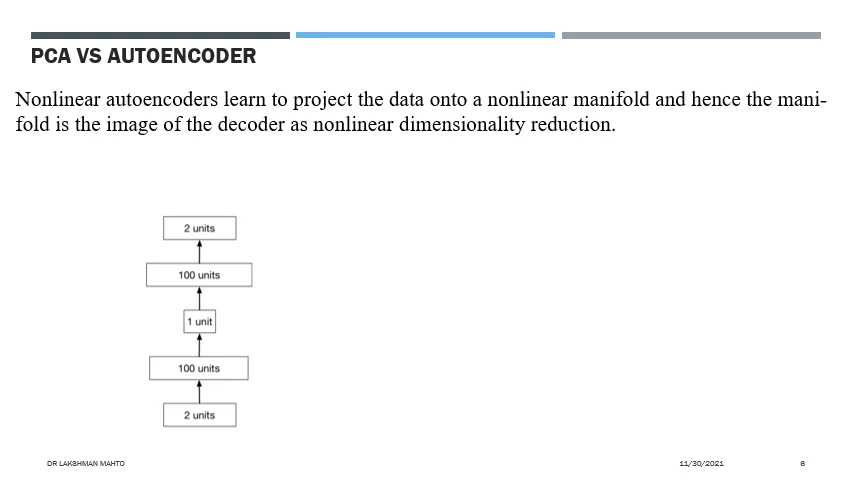 PCA VS AUTOENCODER
Nonlinear autoencoders learn to project the data onto a nonlinear manifold and hence the mani-
fold is the image of the decoder as nonlinear dimensionality reduction.
2 units
100 units
1 unit
100 units
2 units
DR LAKSHMAN MAHTO
11/30/2021
6